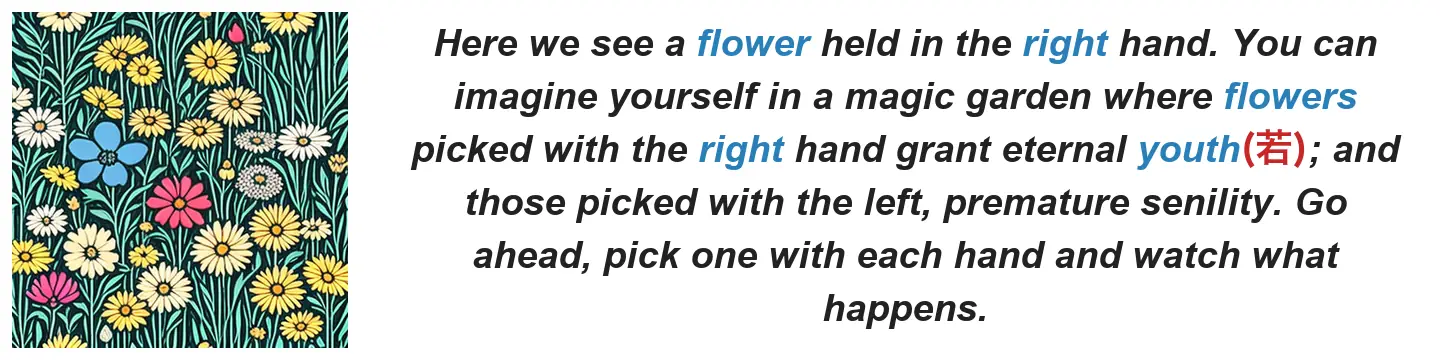 Here we see a flower held in the right hand. You can
imagine yourself in a magic garden where flowers
picked with the right hand grant eternal youth(若); and
those picked with the left, premature senility. Go
ahead, pick one with each hand and watch what
happens.